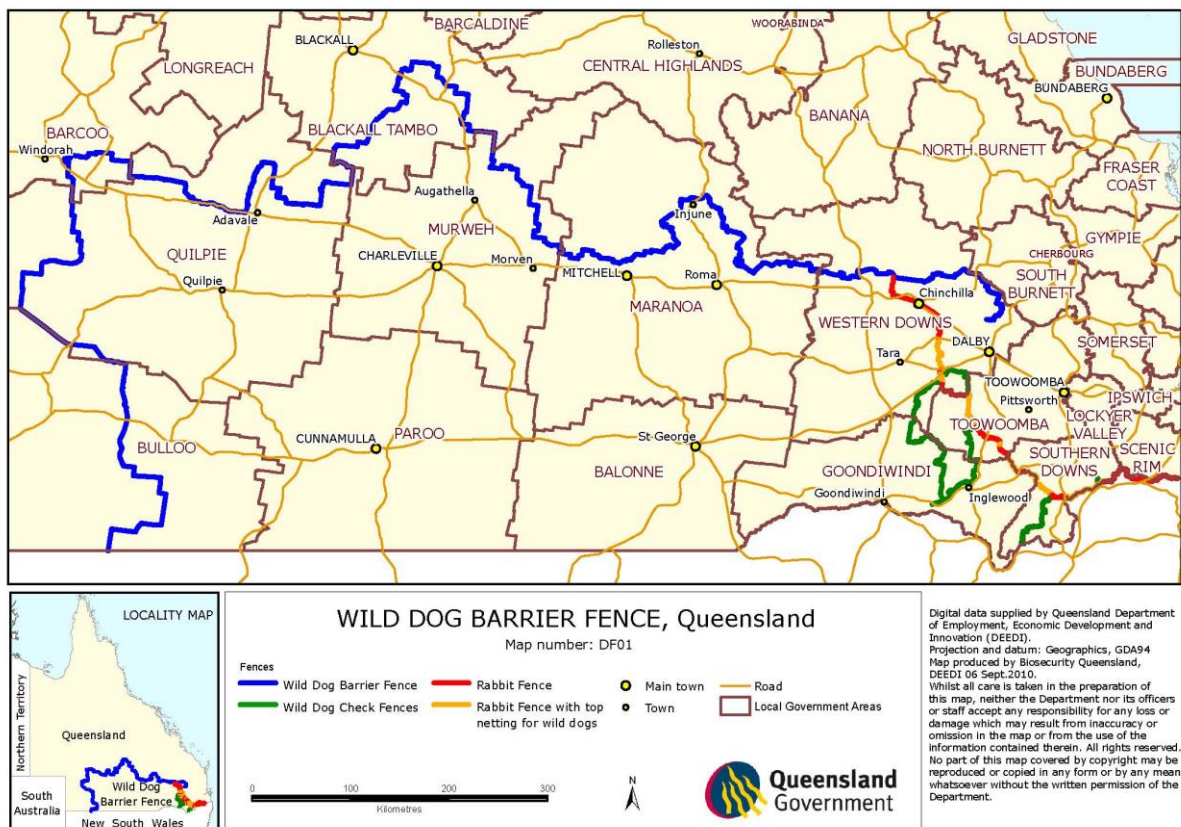 WOORABINDA
BARCALDINE
GLADSTONE
BLACKALL
Rolleston
CENTRAL HIGHLANDS
LONGREACH
BUNDABERG
BUNDABERG
BANANA
BARCOO
BLACKALL TAMBO
NORTH BURNETT
Windorah
FRASER
COAST
Augathella
Adavale
Injune
MURWEH
GYMPIE
QUILPIE
CHERBOURG
CHARLEVILLE
Morven
MITCHELL
Roma
SOUTH
BURNETT
Quilpie
MARANOA
Chinchilla
WESTERN DOWNS
SOMERSET
Tara
DALBY
TOOWOOMBA
Pittsworth
IPSWICH
LOCKYER
VALLEY
TOOWOOMBA
CUNNAMULLA
PAROO
St George
BULLOO
SCENIC
RIM
SOUTHERN
DOWNS
BALONNE
GOONDIWINDI
Goondiwindi
Inglewood
LOCALITY MAP
Northern Territory
Queensland
Wild Dog
Barrier Fence
South
Australia
New South Wales
WILD DOG BARRIER FENCE, Queensland
Map number: DF01
Fences
Wild Dog Barrier Fence
Wild Dog Check Fences
Rabbit Fence
Rabbit Fence with top
netting for wild dogs
Main town
Town
Road
Local Government Areas
0 50 100 200 300 400
Kilometres
N
Queensland
Government
Digital data supplied by Queensland Department
of Employment, Economic Development and
Innovation (DEEDI).
Projection and datum: Geographics, GDA94
Map produced by Biosecurity Queensland,
DEEDI 06 Sept.2010.
Whilst all care is taken in the preparation of
this map, neither the Department nor its officers
or staff accept any responsibility for any loss or
damage which may result from inaccuracy or
omission in the map or from the use of the
information contained therein. All rights reserved.
No part of this map covered by copyright may be
reproduced or copied in any form or by any mean
whatsoever without the written permission of the
Department.